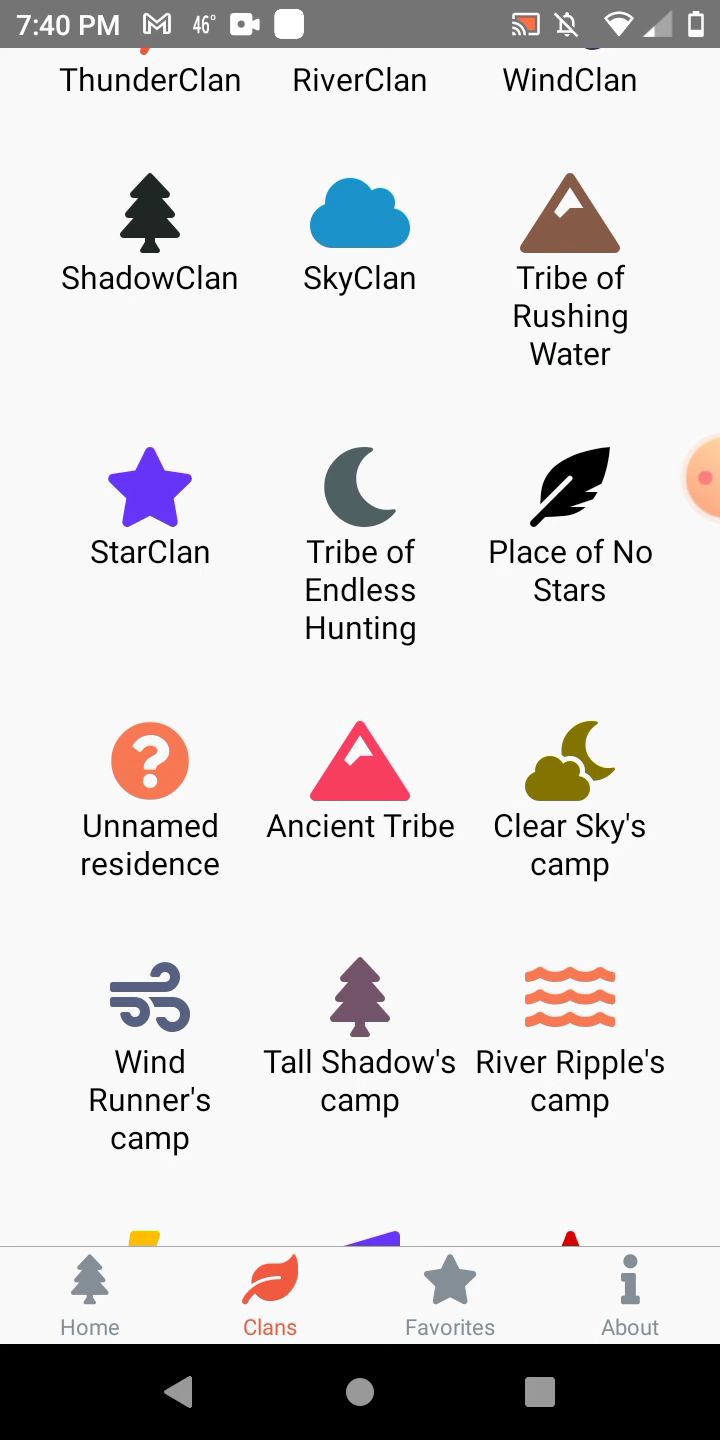 7:40 PM 46°
ThunderClan RiverClan WindClan
ShadowClan SkyClan Tribe of
Rushing
Water
StarClan Tribe of
Endless
Hunting
Place of No
Stars
Unnamed
residence
Ancient Tribe
Clear Sky's
camp
Wind
Runner's
camp
Tall Shadow's
camp
River Ripple's
camp
Home Clans Favorites About